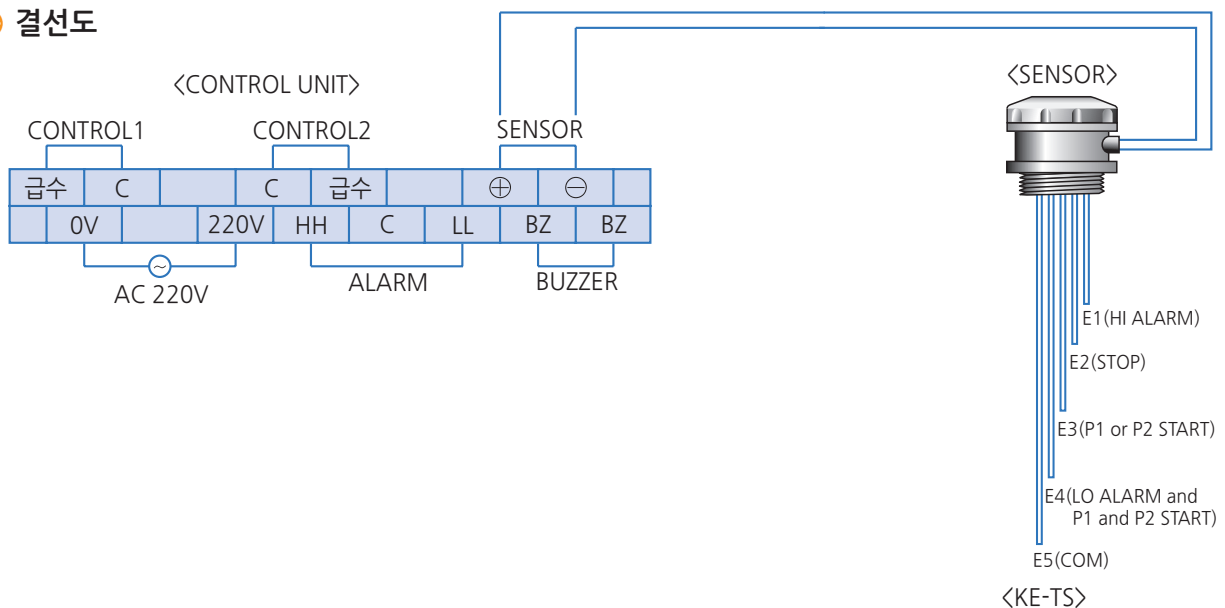 결선도
<CONTROL UNIT>
<SENSOR>
CONTROL1 CONTROL2 SENSOR
급수 C C 급수 ⊕ ⊖
0V 220V HH C LL BZ BZ
AC 220V ALARM BUZZER
E1(HI ALARM)
E2(STOP)
E3(P1 or P2 START)
E4(LO ALARM and
P1 and P2 START)
E5(COM)
<KE-TS>